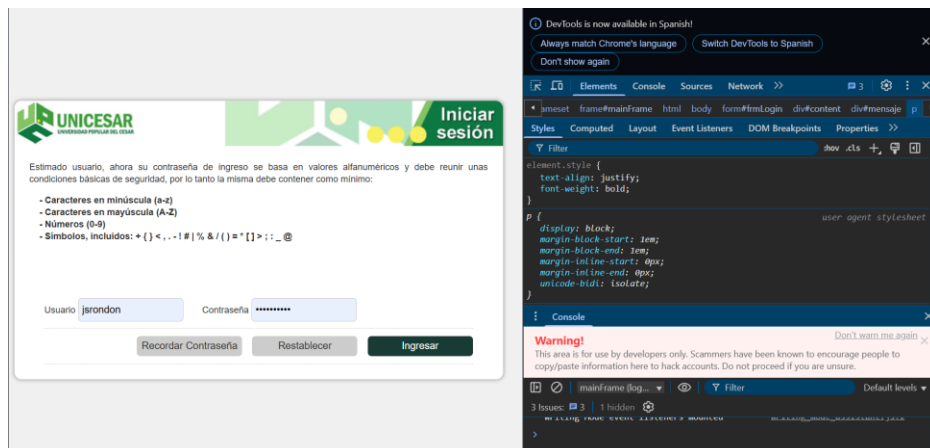 UNICESAR
UNIVERSIDAD POPULAR DEL CESAR
Iniciar
sesión
Estimado usuario, ahora su contraseña de ingreso se basa en valores alfanuméricos y debe reunir unas
condiciones básicas de seguridad, por lo tanto la misma debe contener como mínimo:
- Caracteres en minúscula (a-z)
- Caracteres en mayúscula (A-Z)
- Números (0-9)
- Simbolos, incluidos: + { } < , . - ! # | % & / ( ) = * [ ] > ; : _ @
Usuario jsrondon Contraseña ••••••••••
Recordar Contraseña Restablecer Ingresar
DevTools is now available in Spanish!
Always match Chrome's language Switch DevTools to Spanish
Don't show again
Elements Console Sources Network 3
ameset frame#mainFrame html body form#frmLogin div#content div#mensaje p
Styles Computed Layout Event Listeners DOM Breakpoints Properties
Filter :hov .cls
element.style {
text-align: justify;
font-weight: bold;
}
p { user agent stylesheet
display: block;
margin-block-start: 1em;
margin-block-end: 1em;
margin-inline-start: 0px;
margin-inline-end: 0px;
unicode-bidi: isolate;
}
Console
Warning! Don't warn me again
This area is for use by developers only. Scammers have been known to encourage people to
copy/paste information here to hack accounts. Do not proceed if you are unsure.
mainFrame (log... Filter Default levels
3 Issues: 3 1 hidden